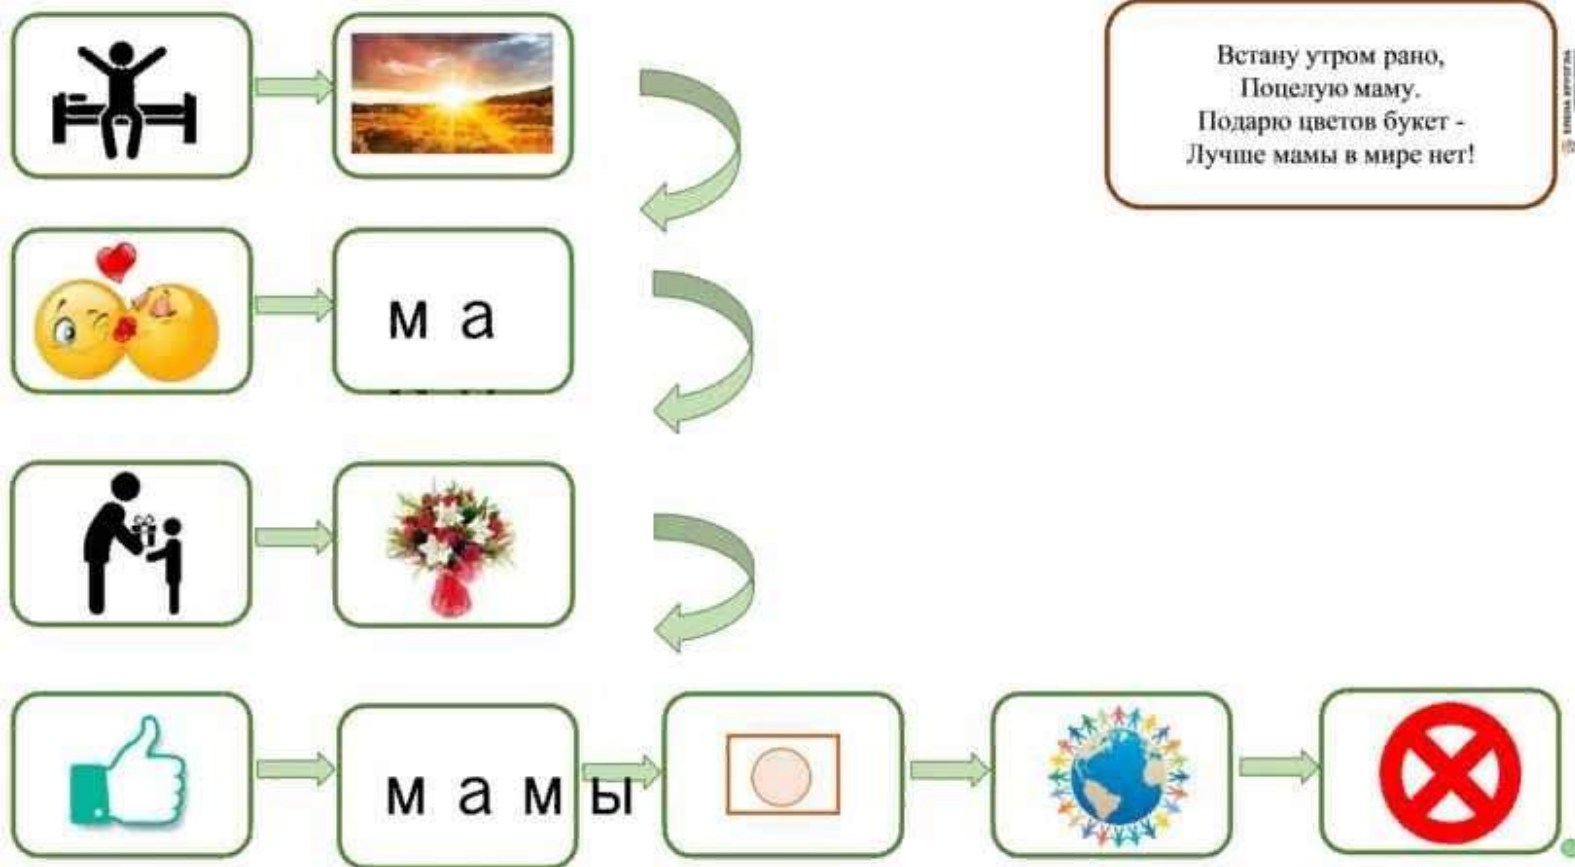 Встану утром рано,
Поцелую маму.
Подарю цветов букет -
Лучше мамы в мире нет!
м а
м а м ы